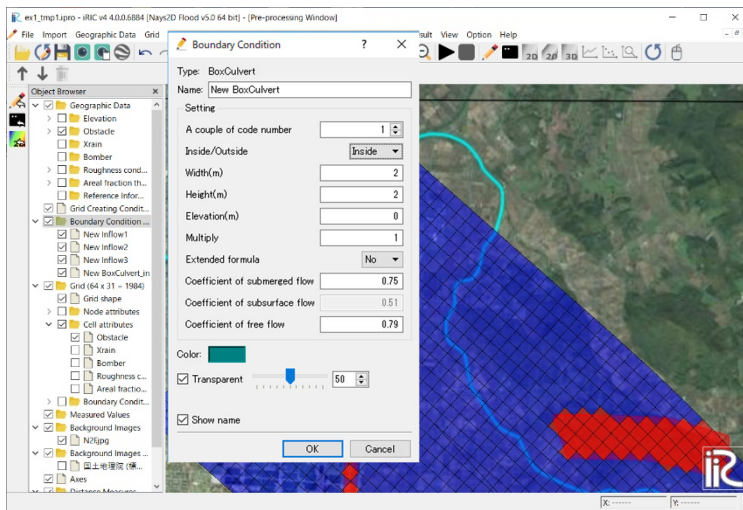 ex1_tmp1.ipro - iRIC v4.0.0.6884 [Nays2D Flood v5.0 64 bit] - [Pre-processing Window]
File Import Geographic Data Grid sult View Option Help
2D 2D 3D
Object Browser
Geographic Data
Elevation
Obstacle
Xrain
Bomber
Roughness cond...
Areal fraction th...
Reference Infor...
Grid Creating Condit...
Boundary Condition ...
New Inflow1
New Inflow2
New Inflow3
New BoxCulvert_in
Grid (64 x 31 = 1984)
Grid shape
Node attributes
Cell attributes
Obstacle
Xrain
Bomber
Roughness c...
Areal fractio...
Boundary Condit...
Measured Values
Background Images
N2Ejpg
Background Images ...
国土地理院 (標...
Axes
Distance Measures
Boundary Condition ?
Type: BoxCulvert
Name: New BoxCulvert
Setting
A couple of code number 1
Inside/Outside Inside
Width(m) 2
Height(m) 2
Elevation(m) 0
Multiply 1
Extended formula No
Coefficient of submerged flow 0.75
Coefficient of subsurface flow 0.51
Coefficient of free flow 0.79
Color:
Transparent 50
Show name
OK Cancel
iRIC
X: ------ Y: ------